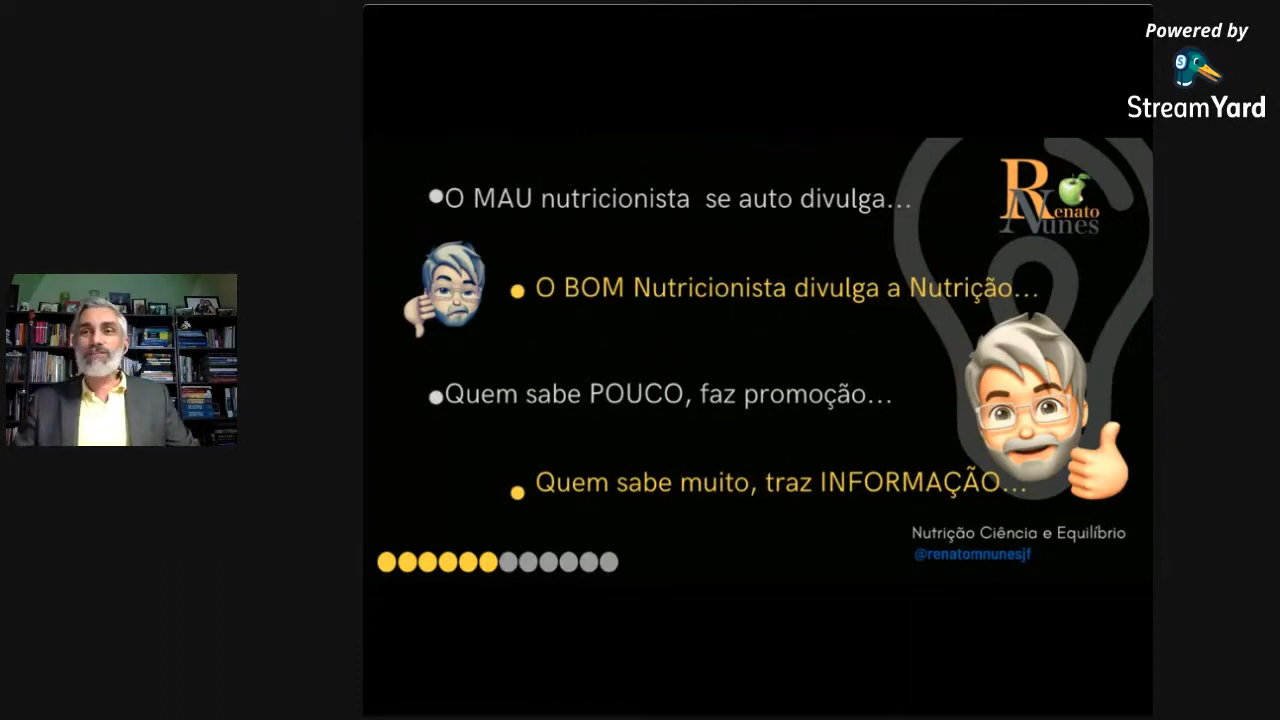 Powered by
StreamYard
O MAU nutricionista se auto divulga...
Renato
Nunes
O BOM Nutricionista divulga a Nutrição...
Quem sabe POUCO, faz promoção...
Quem sabe muito, traz INFORMAÇÃO...
Nutrição Ciência e Equilíbrio
@renatomnunesjf